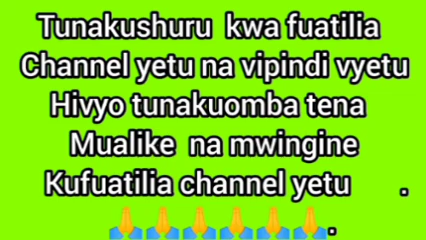 Tunakushuru kwa fuatilia
Channel yetu na vipindi vyetu
Hivyo tunakuomba tena
Mualike na mwingine
Kufuatilia channel yetu .
🙏🙏🙏🙏🙏🙏.